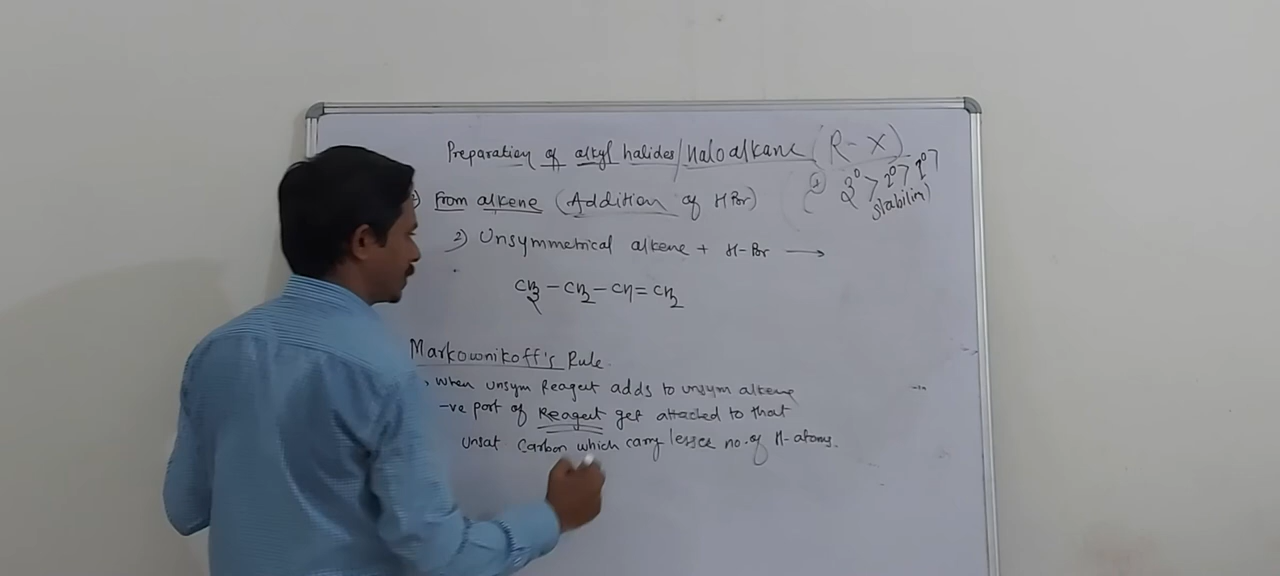 Preparation of alkyl halides/Haloalkane (R-X)
⊕ 3° > 2° > 1°
stability
) From alkene (Addition of HBr)
2) Unsymmetrical alkene + H-Br ⟶
CH3-CH2-CH=CH2
Markownikoff's Rule.
When unsym Reagent adds to unsym alkene
-ve part of Reagent get attached to that
unsat Carbon which carry lesser no. of H-atoms.